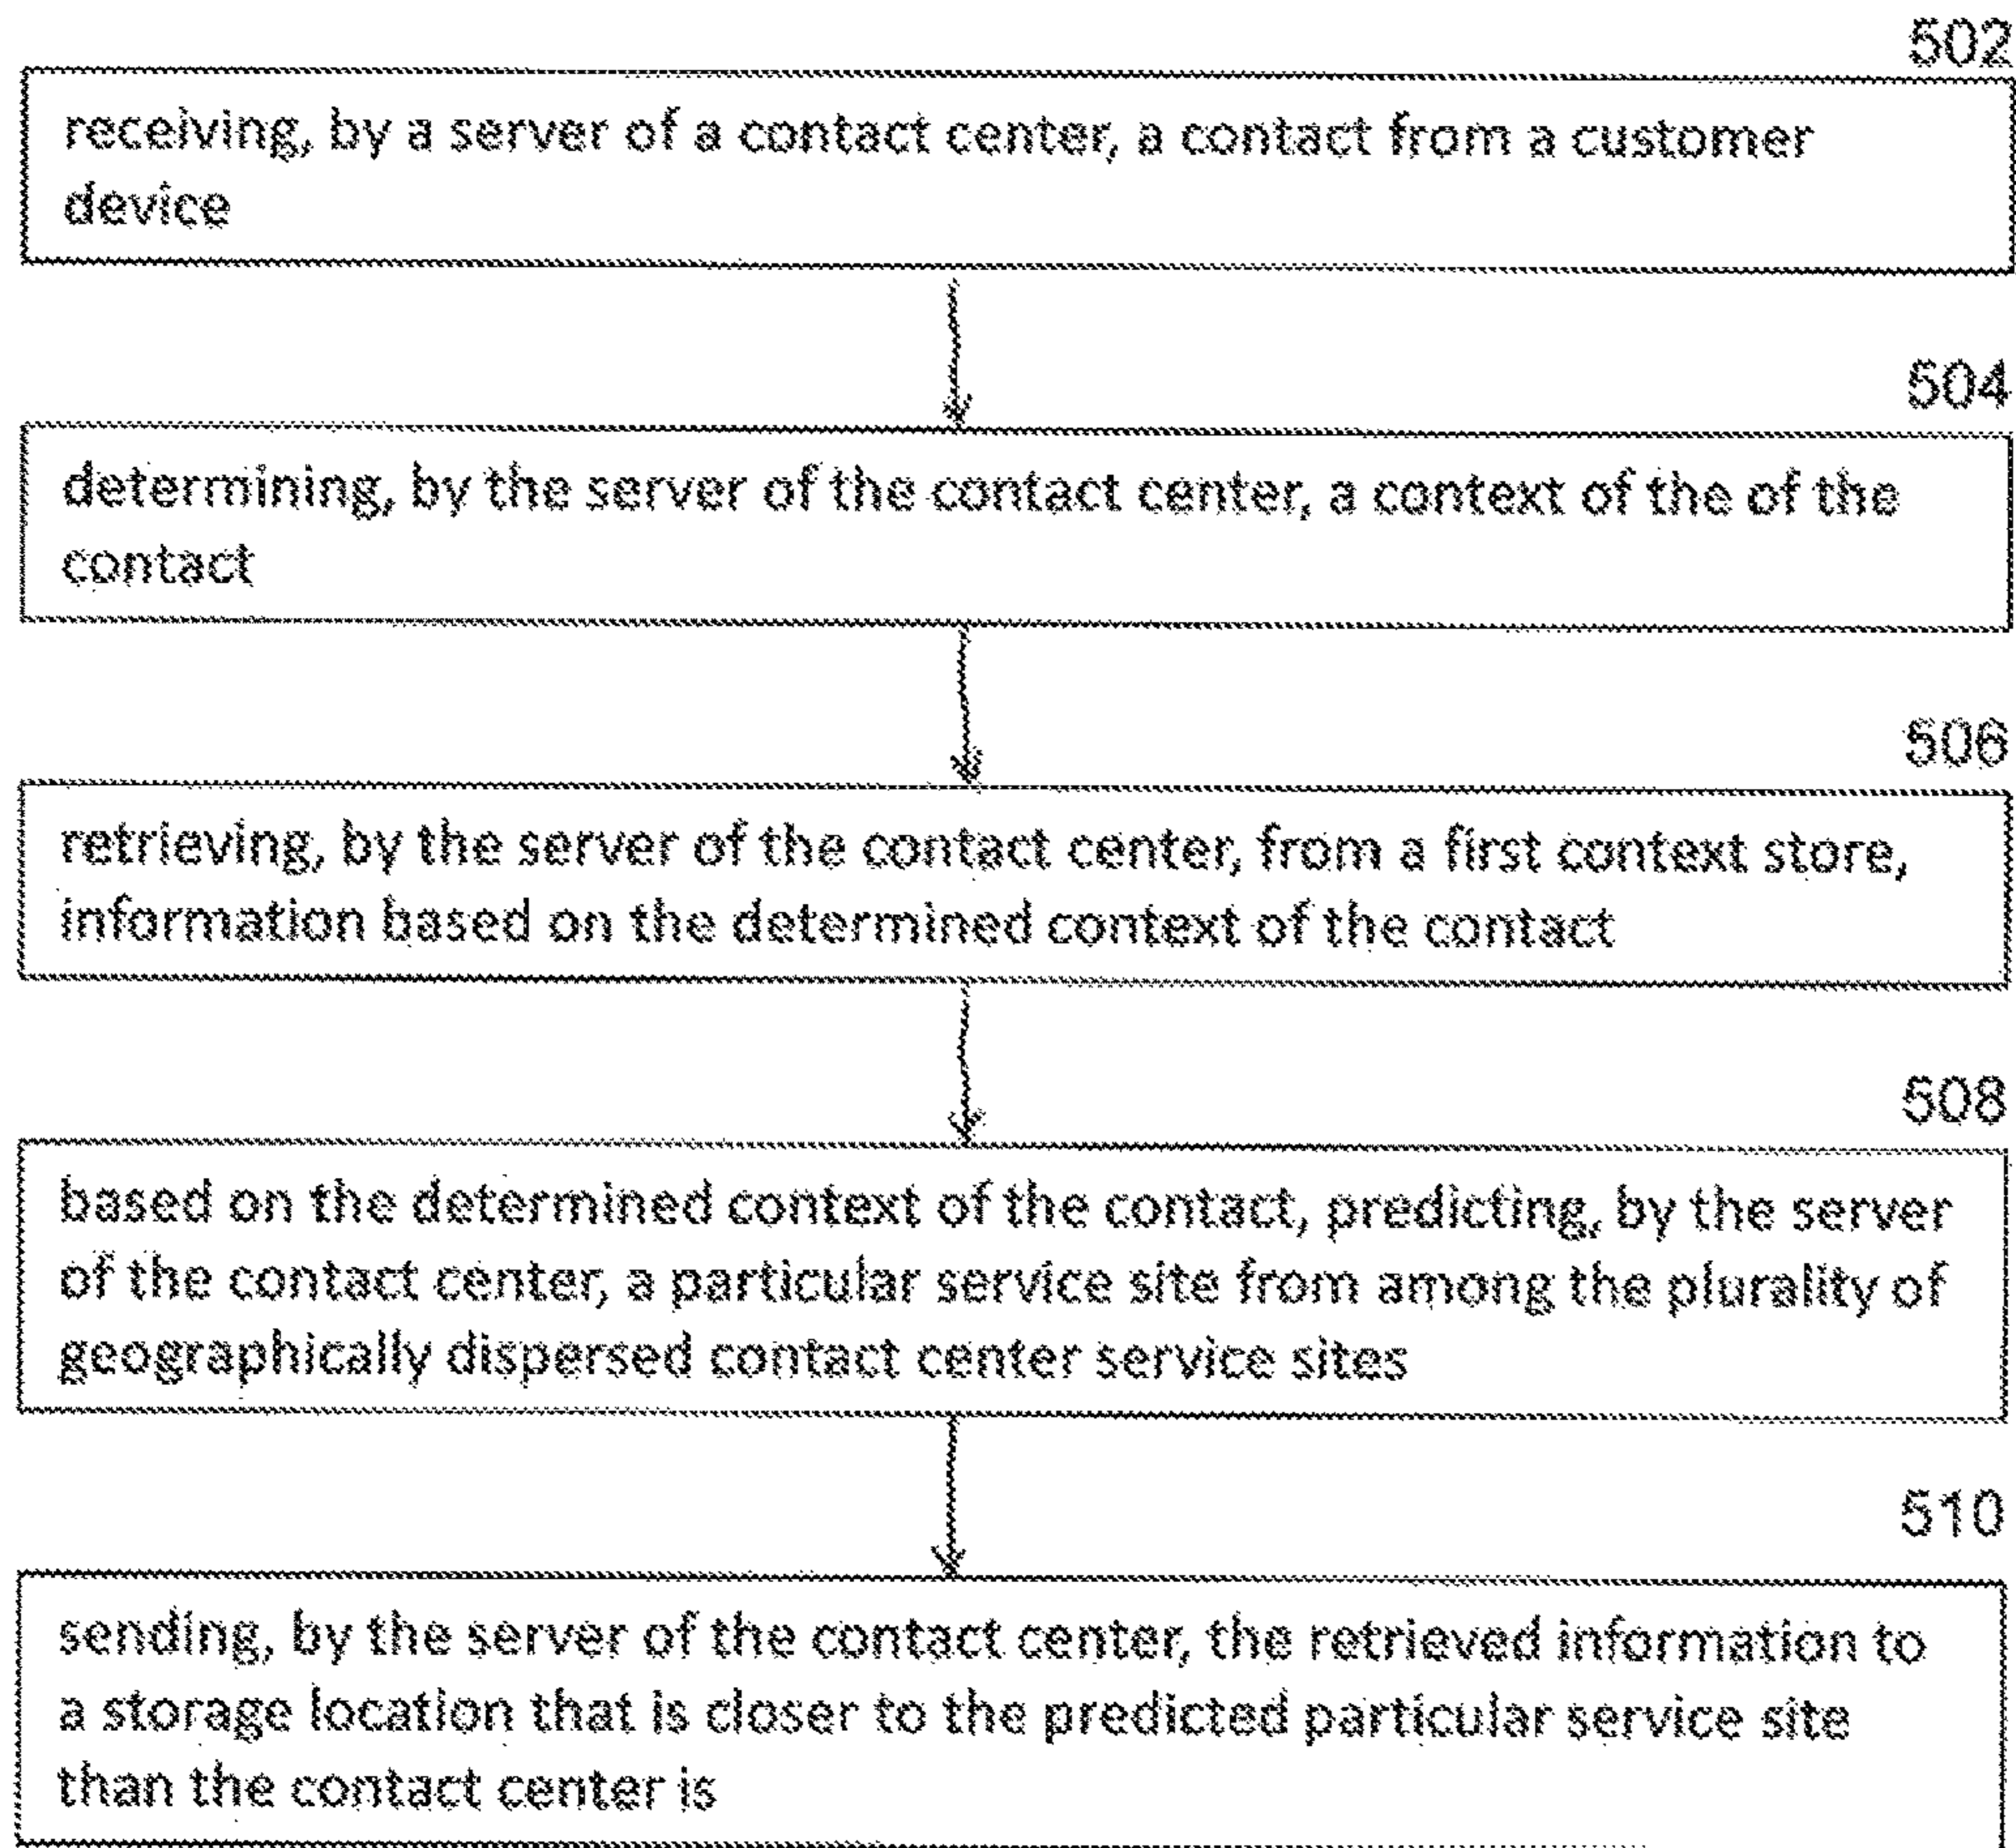 502
receiving, by a server of a contact center, a contact from a customer
device
504
determining, by the server of the contact center, a context of the of the
contact
506
retrieving, by the server of the contact center, from a first context store,
information based on the determined context of the contact
508
based on the determined context of the contact, predicting, by the server
of the contact center, a particular service site from among the plurality of
geographically dispersed contact center service sites
510
sending, by the server of the contact center, the retrieved information to
a storage location that is closer to the predicted particular service site
than the contact center is